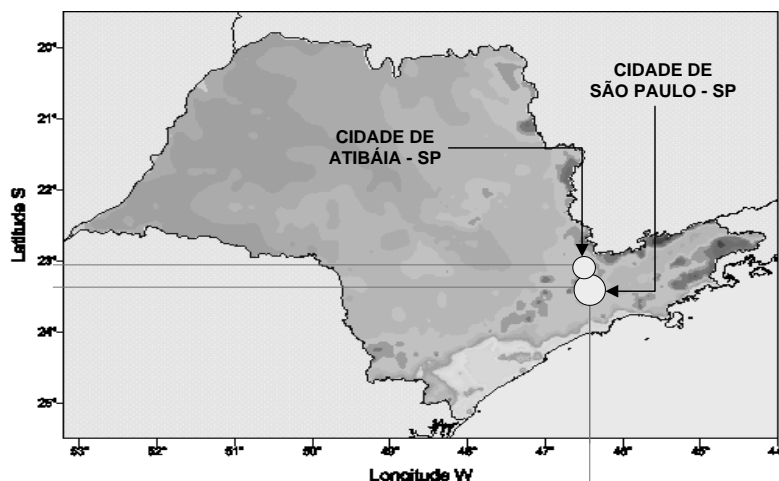 CIDADE DE
SÃO PAULO - SP
CIDADE DE
ATIBÁIA - SP
20°
21°
22°
23°
24°
25°
Latitude S
53° 52° 51° 50° 49° 48° 47° 46° 45° 44
Longitude W